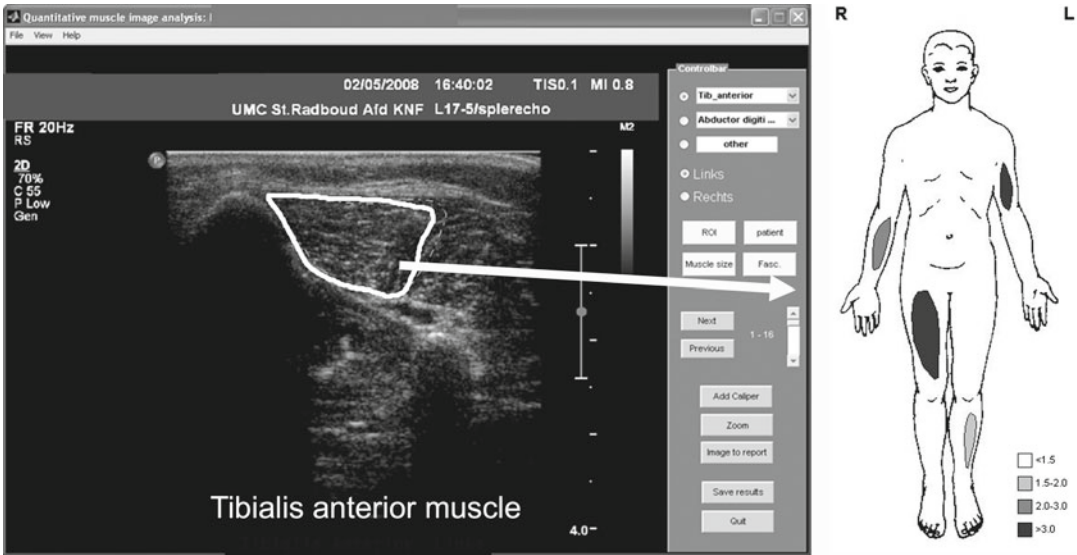 Quantitative muscle image analysis:
File View Help
02/05/2008 16:40:02 TIS0.1 MI 0.8
UMC St.Radboud Afd KNF L17-5/splerecho
FR 20Hz
RS
2D
70%
C 55
P Low
Gen
P
M2
Tibialis anterior muscle
4.0
Controlbar
Tib_anterior
Abductor digiti ...
other
Links
Rechts
ROI patient
Muscle size Fasc.
Next
1 - 16
Previous
Add Caliper
Zoom
Image to report
Save results
Quit
R L
<1.5
1.5-2.0
2.0-3.0
>3.0